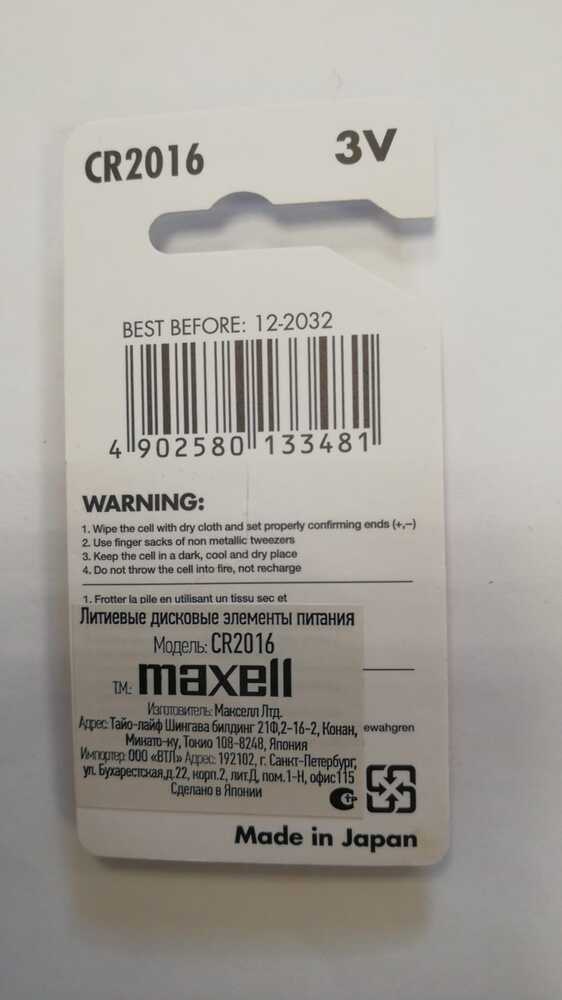 CR2016 3V
BEST BEFORE: 12-2032
4 902580 133481
WARNING:
1. Wipe the cell with dry cloth and set properly confirming ends (+,–)
2. Use finger sacks of non metallic tweezers
3. Keep the cell in a dark, cool and dry place
4. Do not throw the cell into fire, not recharge
1. Frotter la pile en utilisant un tissu sec et
Литиевые дисковые элементы питания
Модель: CR2016
Т.М.: maxell
Изготовитель: Макселл Лтд.
Адрес: Тайо-лайф Шингава билдинг 21Ф,2-16-2, Конан,
ewahgren
Минато-ку, Токио 108-8248, Япония
Импортер: ООО «ВТЛ» Адрес: 192102, г. Санкт-Петербург,
ул. Бухарестская,д.22, корп.2, лит.Д, пом.1-Н, офис115
Сделано в Японии
Made in Japan